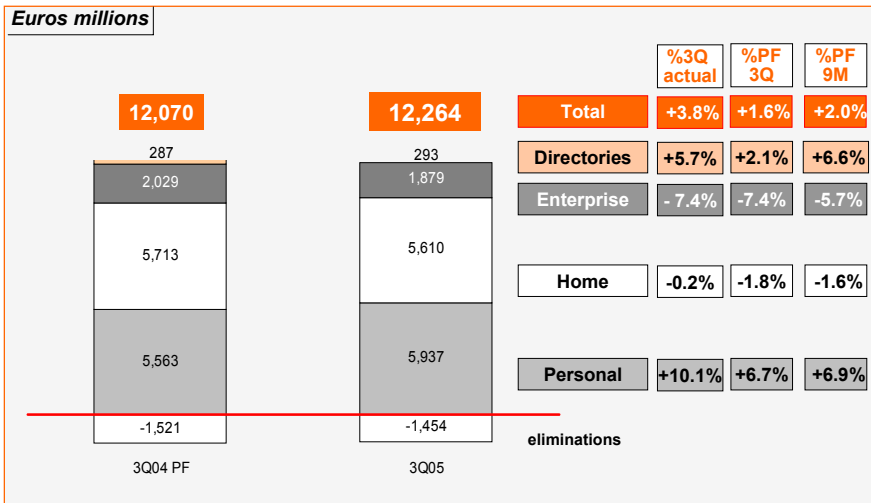 Euros millions
%3Q
actual
%PF
3Q
%PF
9M
12,070
12,264
Total
+3.8%
+1.6%
+2.0%
287
293
Directories
+5.7%
+2.1%
+6.6%
2,029
1,879
Enterprise
- 7.4%
-7.4%
-5.7%
5,713
5,610
Home
-0.2%
-1.8%
-1.6%
5,563
5,937
Personal
+10.1%
+6.7%
+6.9%
-1,521
-1,454
eliminations
3Q04 PF
3Q05